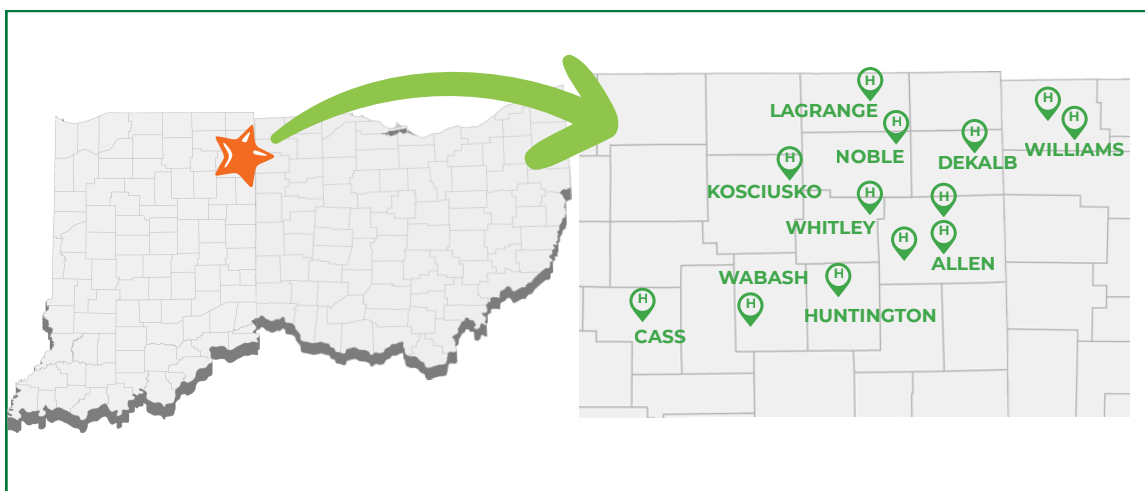 H
LAGRANGE
H
H
H
NOBLE
H
DEKALB
WILLIAMS
H
KOSCIUSKO
H
WHITLEY
H
H
H
ALLEN
WABASH
H
H
HUNTINGTON
H
CASS